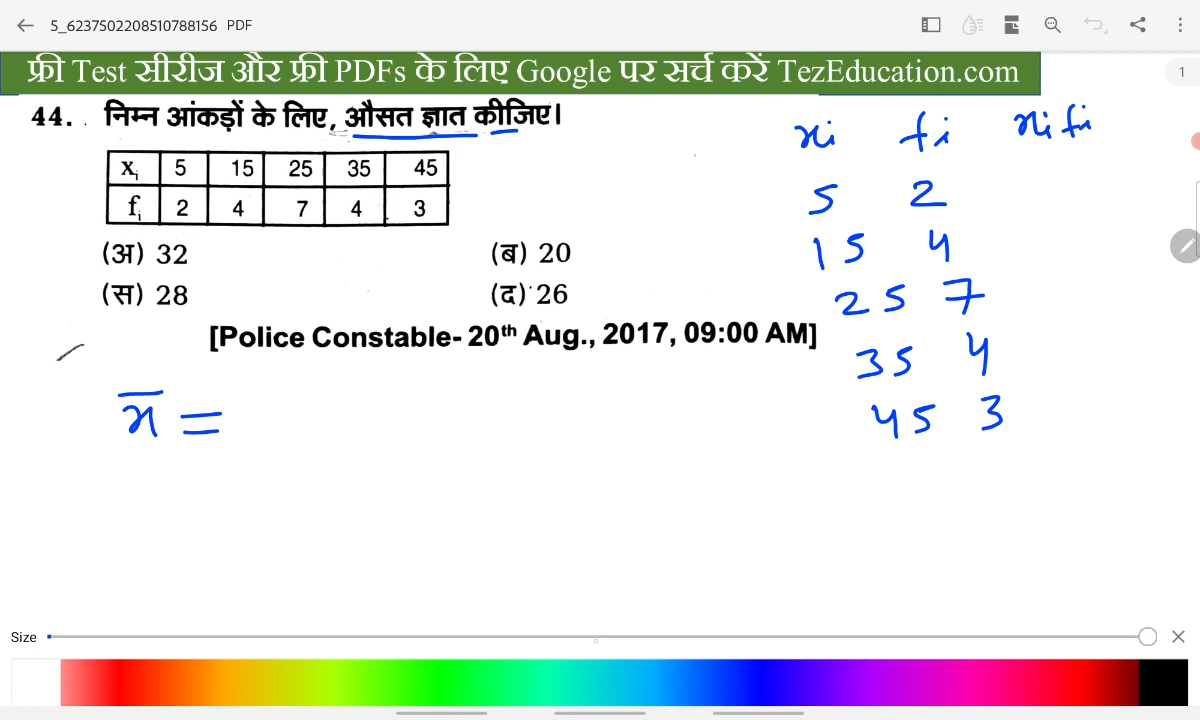 5_6237502208510788156 PDF
फ्री Test सीरीज और फ्री PDFs के लिए Google पर सर्च करें TezEducation.com
1
44. निम्न आंकड़ों के लिए, औसत ज्ञात कीजिए।
xi 5 15 25 35 45
fi 2 4 7 4 3
(अ) 32 (ब) 20
(स) 28 (द) 26
[Police Constable- 20th Aug., 2017, 09:00 AM]
x̄ =
xi fi xi fi
5 2
15 4
25 7
35 4
45 3
Size